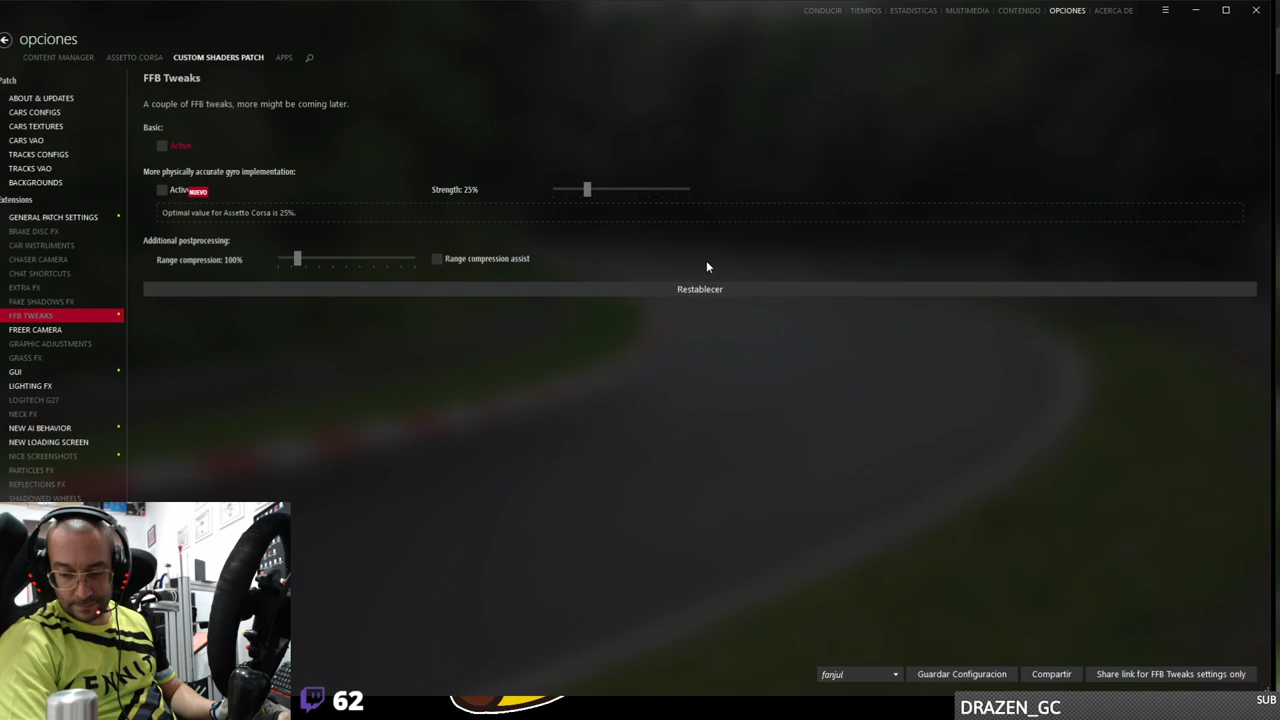 CONDUCIR TIEMPOS ESTADISTICAS MULTIMEDIA CONTENIDO OPCIONES ACERCA DE
opciones
CONTENT MANAGER ASSETTO CORSA CUSTOM SHADERS PATCH APPS
Patch
ABOUT & UPDATES
CARS CONFIGS
CARS TEXTURES
CARS VAO
TRACKS CONFIGS
TRACKS VAO
BACKGROUNDS
Extensions
GENERAL PATCH SETTINGS
BRAKE DISC FX
CAR INSTRUMENTS
CHASER CAMERA
CHAT SHORTCUTS
EXTRA FX
FAKE SHADOWS FX
FFB TWEAKS
FREER CAMERA
GRAPHIC ADJUSTMENTS
GRASS FX
GUI
LIGHTING FX
LOGITECH G27
NECK FX
NEW AI BEHAVIOR
NEW LOADING SCREEN
NICE SCREENSHOTS
PARTICLES FX
REFLECTIONS FX
SHADOWED WHEELS
FFB Tweaks
A couple of FFB tweaks, more might be coming later.
Basic:
Active
More physically accurate gyro implementation:
Active NUEVO Strength: 25%
Optimal value for Assetto Corsa is 25%.
Additional postprocessing:
Range compression: 100% Range compression assist
Restablecer
fanjul Guardar Configuracion Compartir Share link for FFB Tweaks settings only
62
DRAZEN_GC
SUB